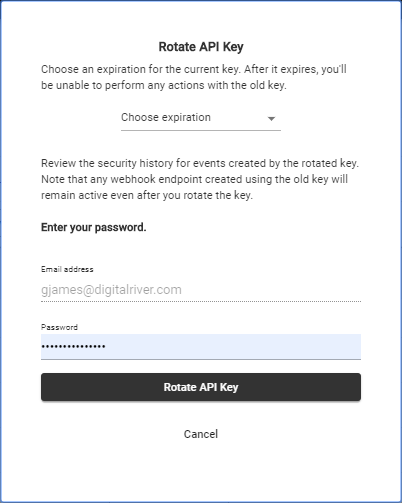 Rotate API Key
Choose an expiration for the current key. After it expires, you'll
be unable to perform any actions with the old key.
Choose expiration
Review the security history for events created by the rotated key.
Note that any webhook endpoint created using the old key will
remain active even after you rotate the key.
Enter your password.
Email address
gjames@digitalriver.com
Password
•••••••••••••••
Rotate API Key
Cancel